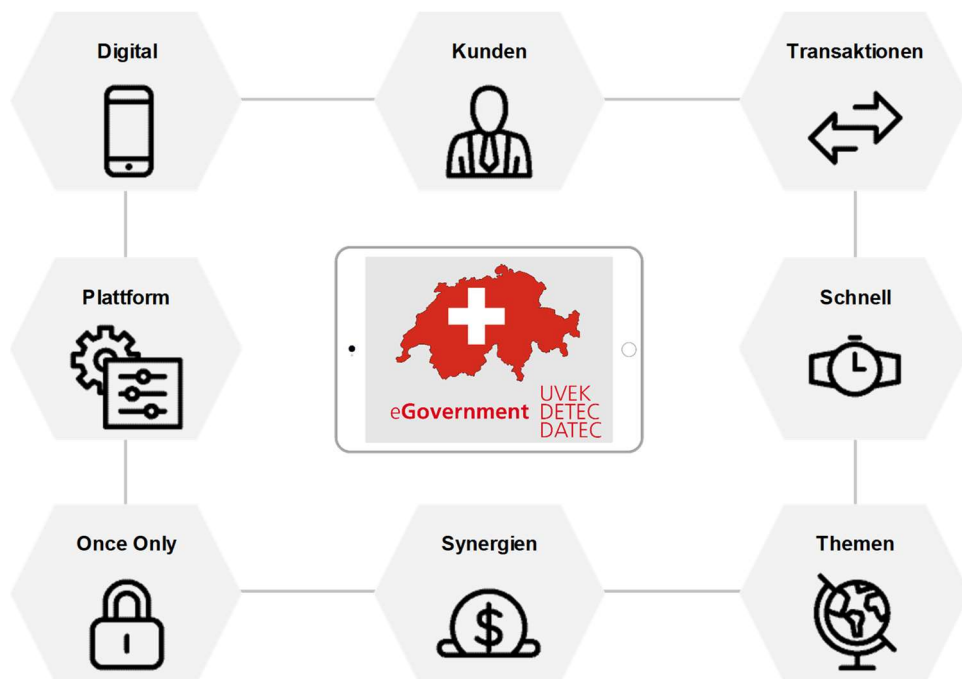 Digital
Kunden
Transaktionen
Plattform
Schnell
eGovernment
UVEK
DETEC
DATEC
Once Only
Synergien
Themen